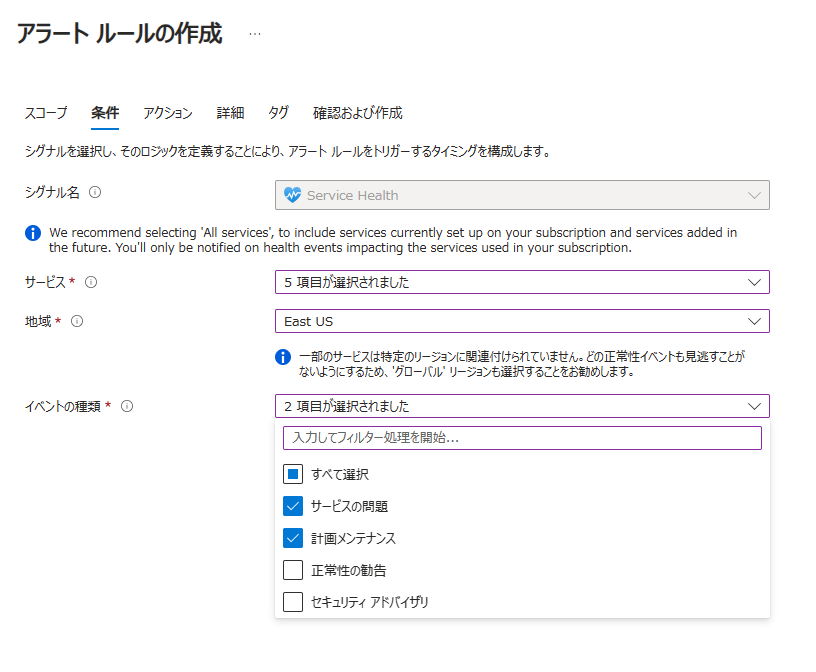 アラート ルールの作成 …
スコープ 条件 アクション 詳細 タグ 確認および作成
シグナルを選択し、そのロジックを定義することにより、アラート ルールをトリガーするタイミングを構成します。
シグナル名
Service Health
We recommend selecting 'All services', to include services currently set up on your subscription and services added in
the future. You'll only be notified on health events impacting the services used in your subscription.
サービス *
5 項目が選択されました
地域 *
East US
一部のサービスは特定のリージョンに関連付けられていません。どの正常性イベントも見逃すことが
ないようにするため、'グローバル' リージョンも選択することをお勧めします。
イベントの種類 *
2 項目が選択されました
入力してフィルター処理を開始...
すべて選択
サービスの問題
計画メンテナンス
正常性の勧告
セキュリティ アドバイザリ